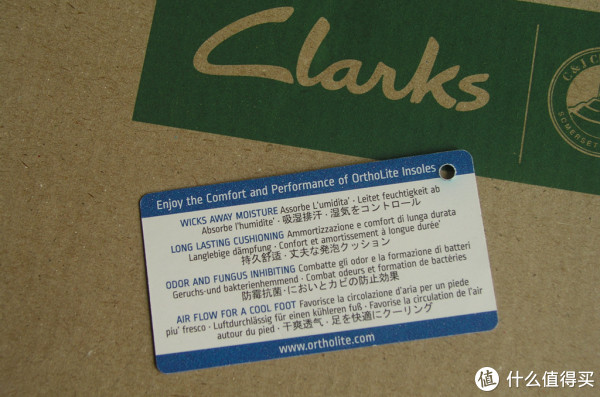 Clarks
C & J C
SOMERSET
Enjoy the Comfort and Performance of OrthoLite Insoles
WICKS AWAY MOISTURE Assorbe L'umidita' · Leitet feuchtigkeit ab
Absorbe l'humidite' · 吸湿排汗 · 湿気をコントロール
LONG LASTING CUSHIONING Ammortizzazione e comfort di lunga durata
Langlebige dämpfung · Confort et amortissement à longue durée'
持久舒适 · 丈夫な発泡クッション
ODOR AND FUNGUS INHIBITING Combatte gli odor e la formazione di batteri
Geruchs-und bakterienhemmend · Combat odeurs et formation de bactéries
防霉抗菌 · においとカビの防止効果
AIR FLOW FOR A COOL FOOT Favorisce la circolazione d'aria per un piede
piu' fresco · Luftdurchlässig für einen kühleren fuß · Favorise la circulation de l'air
autour du pied · 干爽透气 · 足を快適にクーリング
www.ortholite.com
值 什么值得买